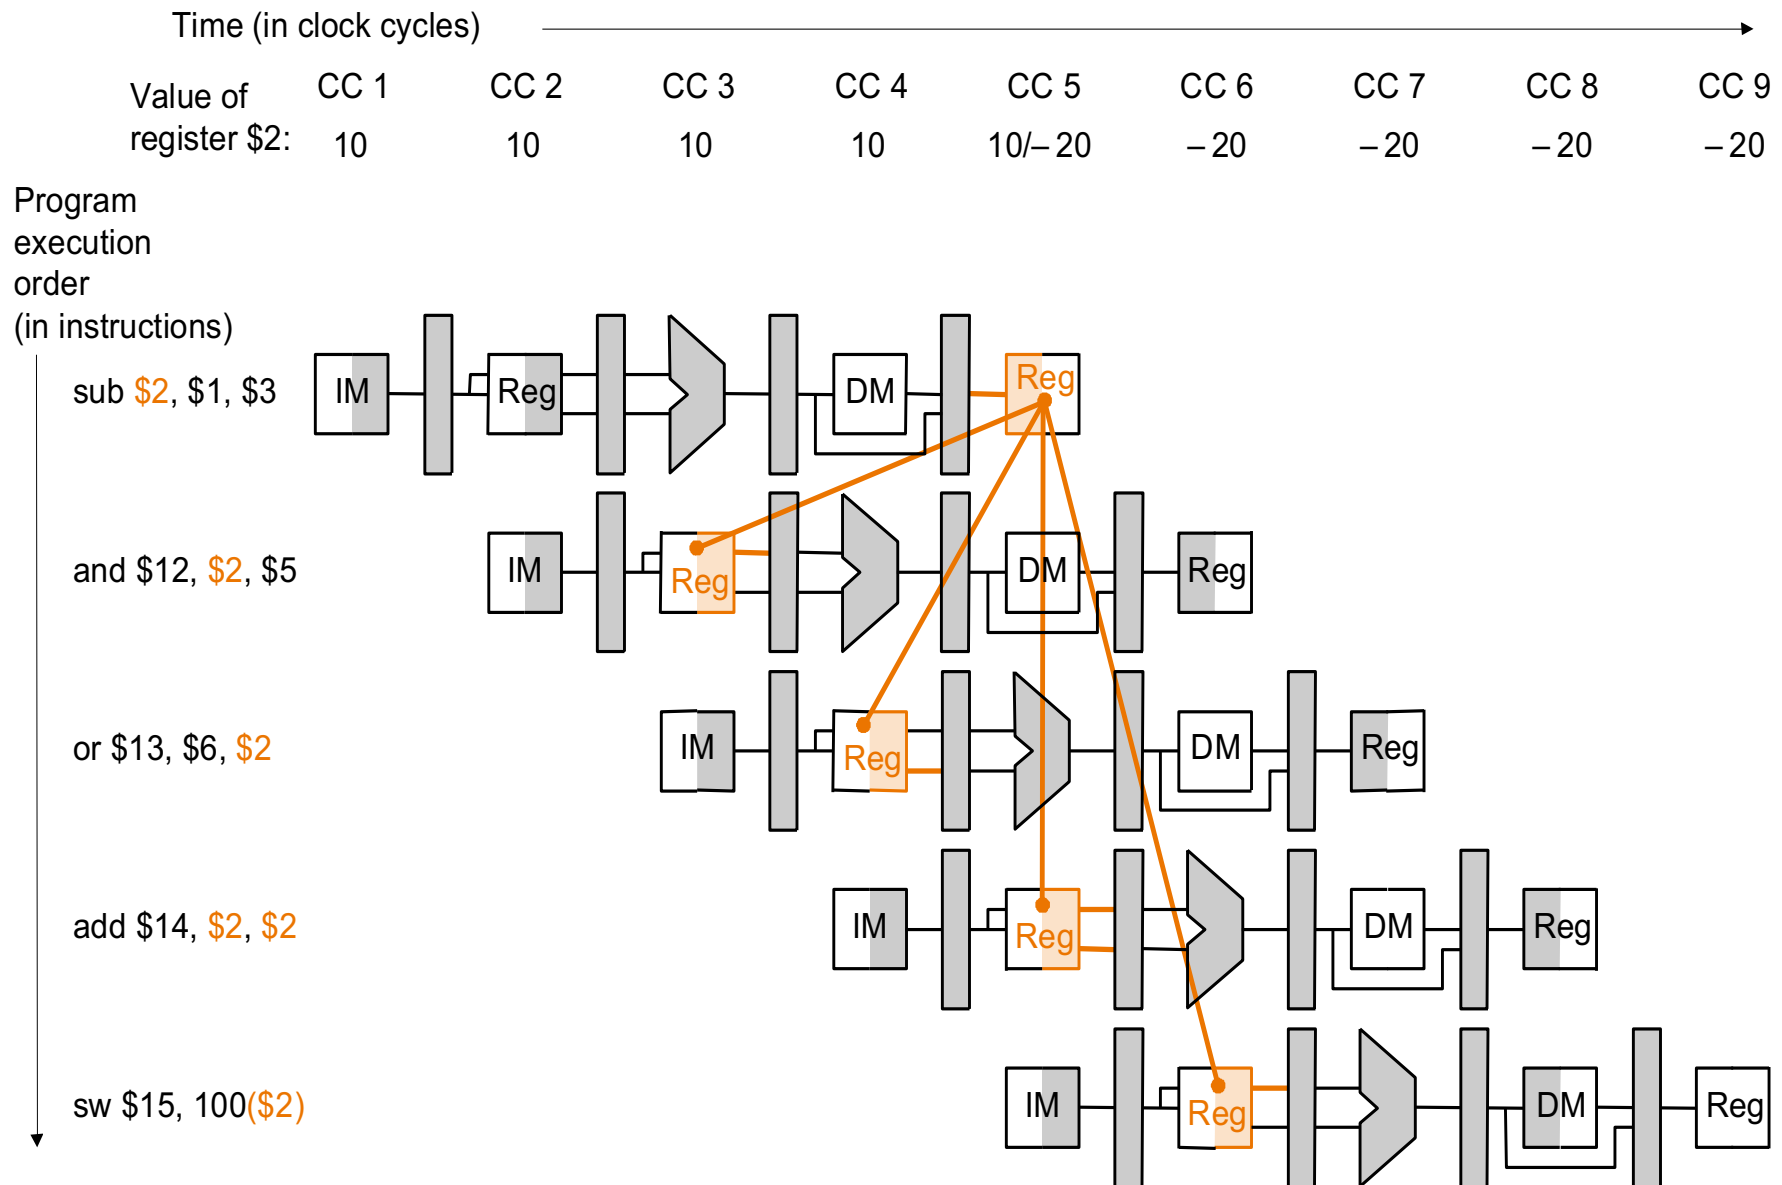 Time (in clock cycles)
Value of register $2:
CC 1 CC 2 CC 3 CC 4 CC 5 CC 6 CC 7 CC 8 CC 9
10 10 10 10 10/– 20 – 20 – 20 – 20 – 20
Program
execution
order
(in instructions)
sub $2, $1, $3
IM Reg DM Reg
and $12, $2, $5
IM Reg DM Reg
or $13, $6, $2
IM Reg DM Reg
add $14, $2, $2
IM Reg DM Reg
sw $15, 100($2)
IM Reg DM Reg